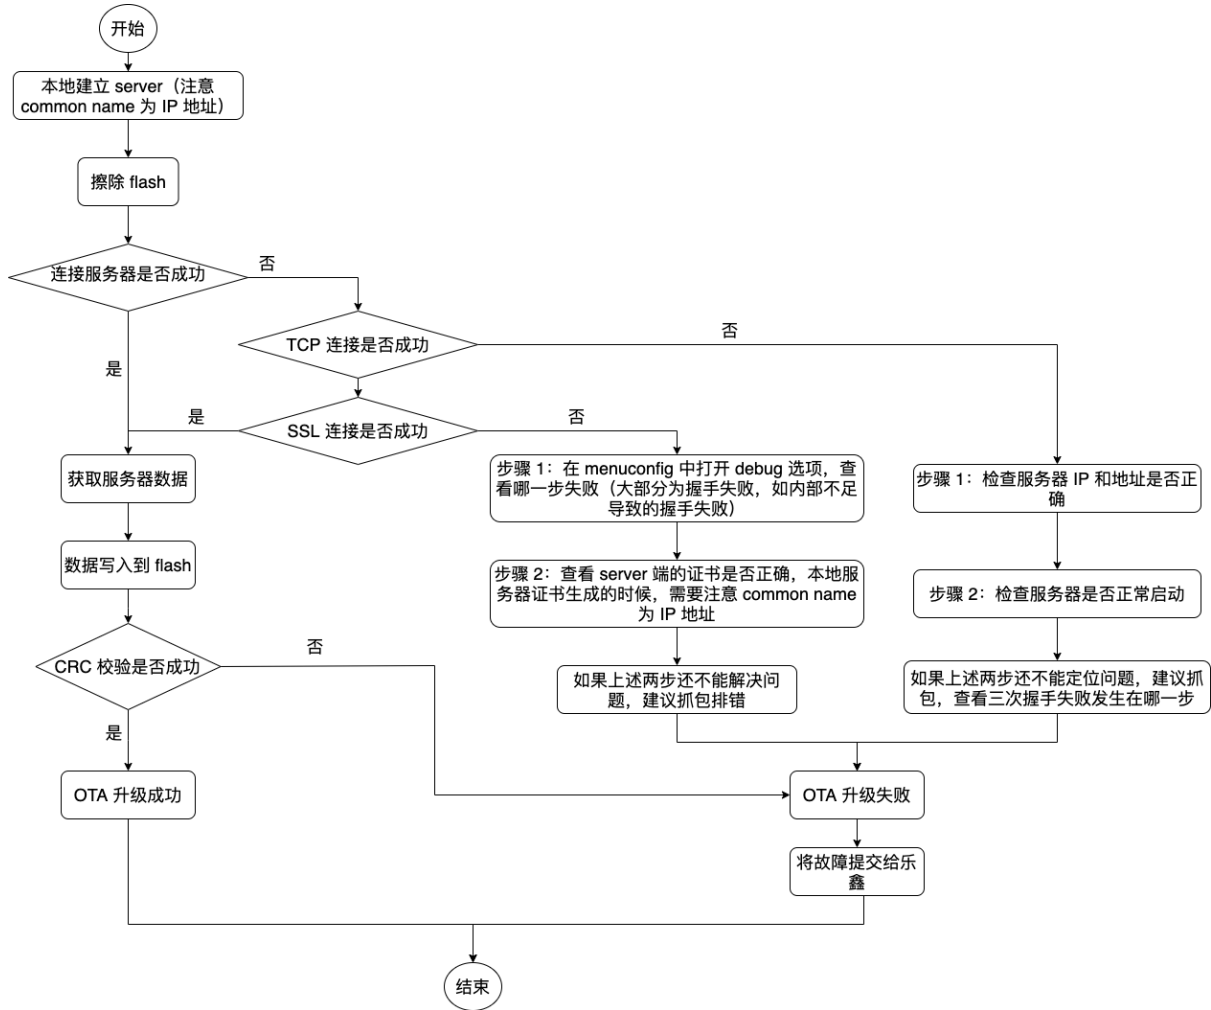 开始
本地建立 server（注意
common name 为 IP 地址）
擦除 flash
连接服务器是否成功
否
TCP 连接是否成功
否
是
SSL 连接是否成功
是
否
获取服务器数据
步骤 1：在 menuconfig 中打开 debug 选项，查
看哪一步失败（大部分为握手失败，如内部不足
导致的握手失败）
步骤 1：检查服务器 IP 和地址是否正
确
数据写入到 flash
步骤 2：查看 server 端的证书是否正确，本地服
务器证书生成的时候，需要注意 common name
为 IP 地址
步骤 2：检查服务器是否正常启动
CRC 校验是否成功
否
是
如果上述两步还不能解决问
题，建议抓包排错
如果上述两步还不能定位问题，建议抓
包，查看三次握手失败发生在哪一步
OTA 升级成功
OTA 升级失败
将故障提交给乐
鑫
结束